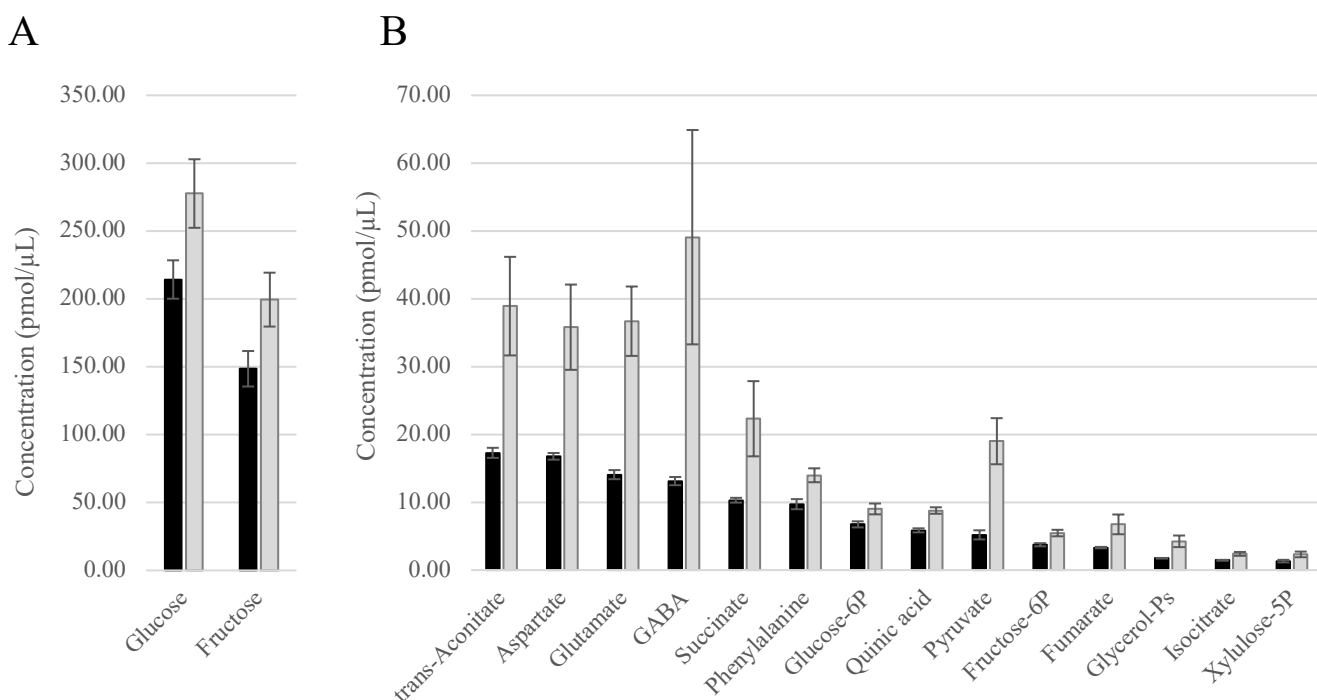 A
B
Concentration (pmol/µL)
350.00
300.00
250.00
200.00
150.00
100.00
50.00
0.00
Glucose
Fructose
Concentration (pmol/µL)
70.00
60.00
50.00
40.00
30.00
20.00
10.00
0.00
trans-Aconitate
Aspartate
Glutamate
GABA
Succinate
Phenylalanine
Glucose-6P
Quinic acid
Pyruvate
Fructose-6P
Fumarate
Glycerol-Ps
Isocitrate
Xylulose-5P